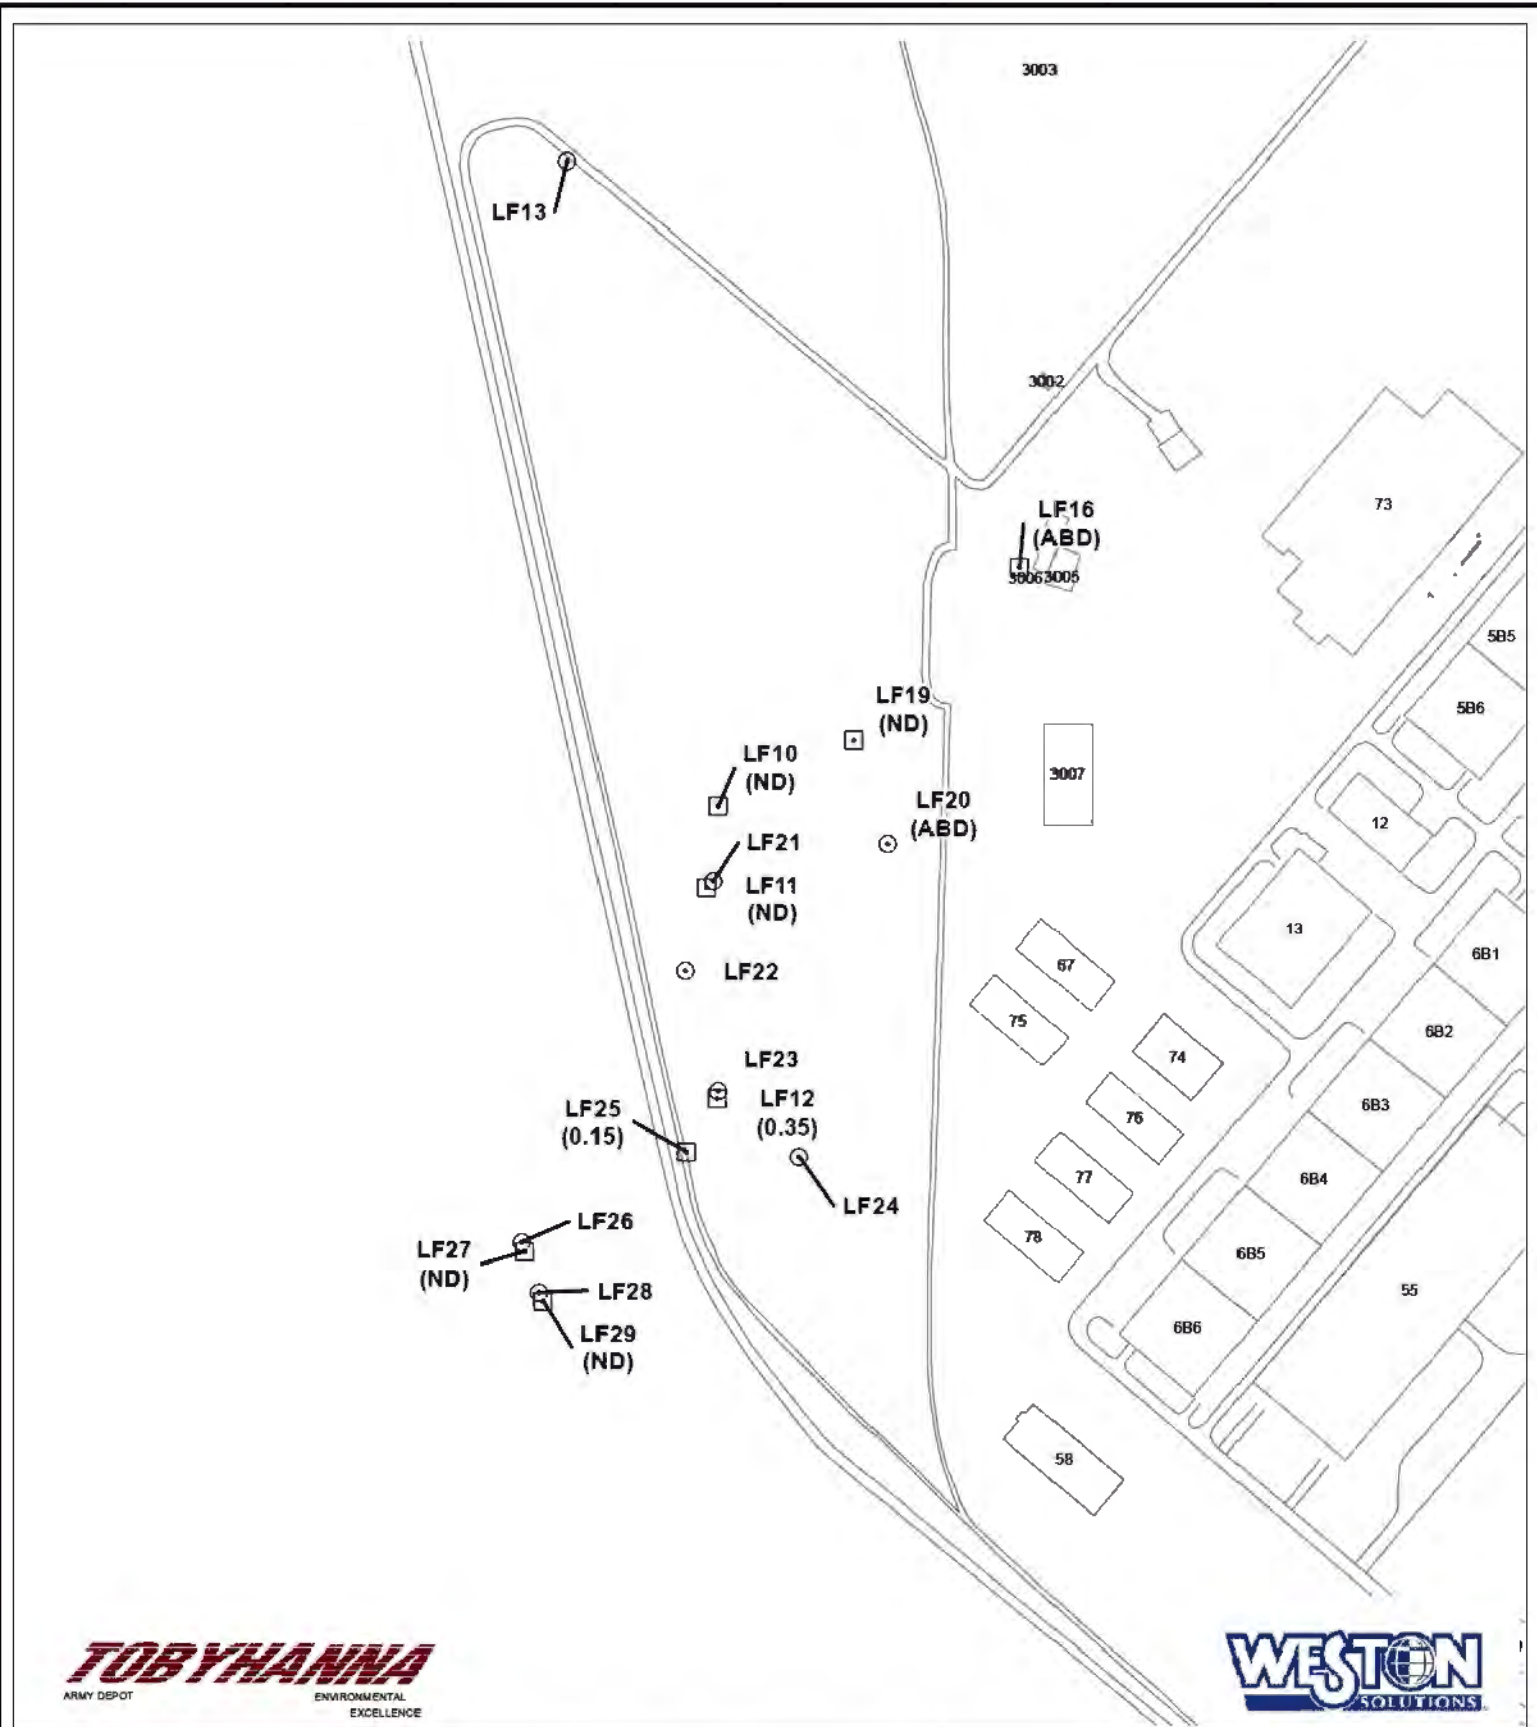 3003
LF13
3002
73
LF16
(ABD)
3006
3005
5B5
LF19
(ND)
5B6
LF10
(ND)
3007
LF20
(ABD)
12
LF21
LF11
(ND)
13
6B1
67
LF22
75
6B2
74
LF23
LF12
(0.35)
6B3
LF25
(0.15)
76
77
6B4
LF24
LF26
78
LF27
(ND)
6B5
LF28
55
LF29
(ND)
6B6
58
TOBYHANNA
ARMY DEPOT
ENVIRONMENTAL
EXCELLENCE
WESTON
SOLUTIONS